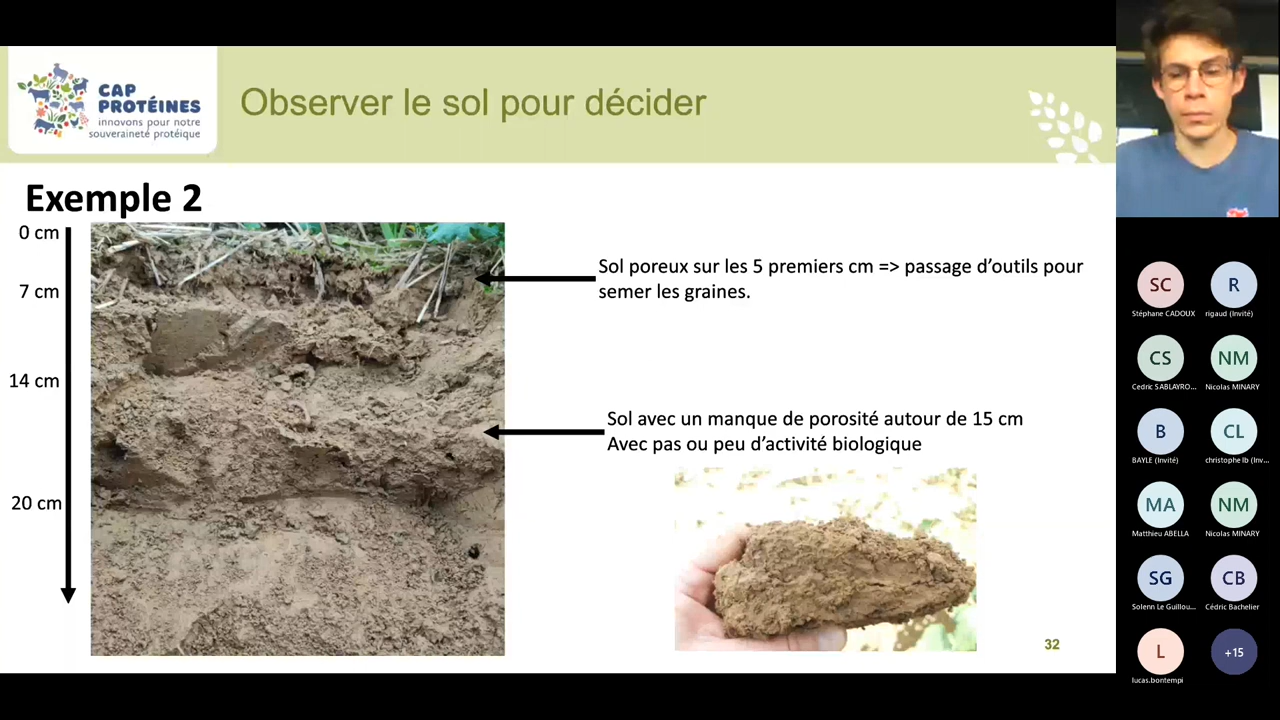 CAP
PROTÉINES
innovons pour notre
souveraineté protéique
Observer le sol pour décider
Exemple 2
0 cm
7 cm
14 cm
20 cm
Sol poreux sur les 5 premiers cm => passage d’outils pour
semer les graines.
Sol avec un manque de porosité autour de 15 cm
Avec pas ou peu d’activité biologique
32
SC
Stéphane CADOUX
R
rigaud (Invité)
CS
Cedric SABLAYRO...
NM
Nicolas MINARY
B
BAYLE (Invité)
CL
christophe lb (Inv...
MA
Matthieu ABELLA
NM
Nicolas MINARY
SG
Solenn Le Guillou...
CB
Cédric Bachelier
L
lucas.bontempi
+15